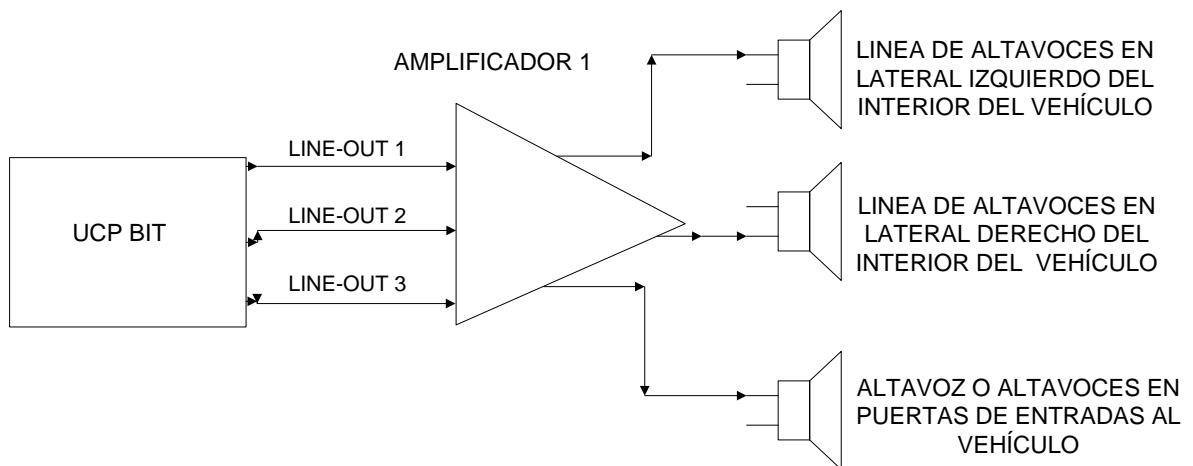 AMPLIFICADOR 1
UCP BIT
LINE-OUT 1
LINE-OUT 2
LINE-OUT 3
LINEA DE ALTAVOCES EN
LATERAL IZQUIERDO DEL
INTERIOR DEL VEHÍCULO
LINEA DE ALTAVOCES EN
LATERAL DERECHO DEL
INTERIOR DEL VEHÍCULO
ALTAVOZ O ALTAVOCES EN
PUERTAS DE ENTRADAS AL
VEHÍCULO